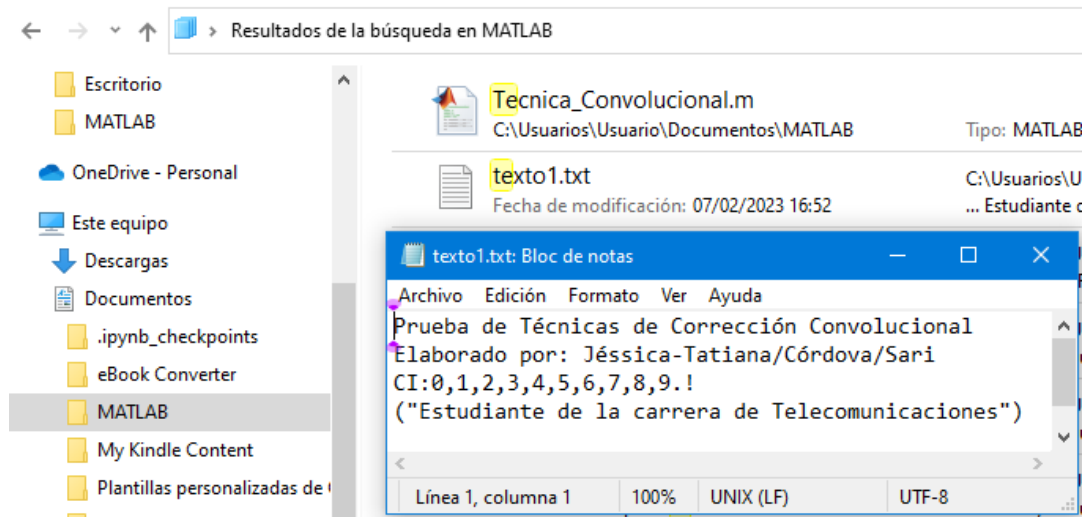 Resultados de la búsqueda en MATLAB
Escritorio
MATLAB
OneDrive - Personal
Este equipo
Descargas
Documentos
.ipynb_checkpoints
eBook Converter
MATLAB
My Kindle Content
Plantillas personalizadas de
Tecnica_Convolucional.m
C:\Usuarios\Usuario\Documentos\MATLAB
Tipo: MATLAB
texto1.txt
C:\Usuarios\U
Fecha de modificación: 07/02/2023 16:52
... Estudiante
texto1.txt: Bloc de notas
Archivo Edición Formato Ver Ayuda
Prueba de Técnicas de Corrección Convolucional
Elaborado por: Jéssica-Tatiana/Córdova/Sari
CI:0,1,2,3,4,5,6,7,8,9.!
("Estudiante de la carrera de Telecomunicaciones")
Línea 1, columna 1 100% UNIX (LF) UTF-8